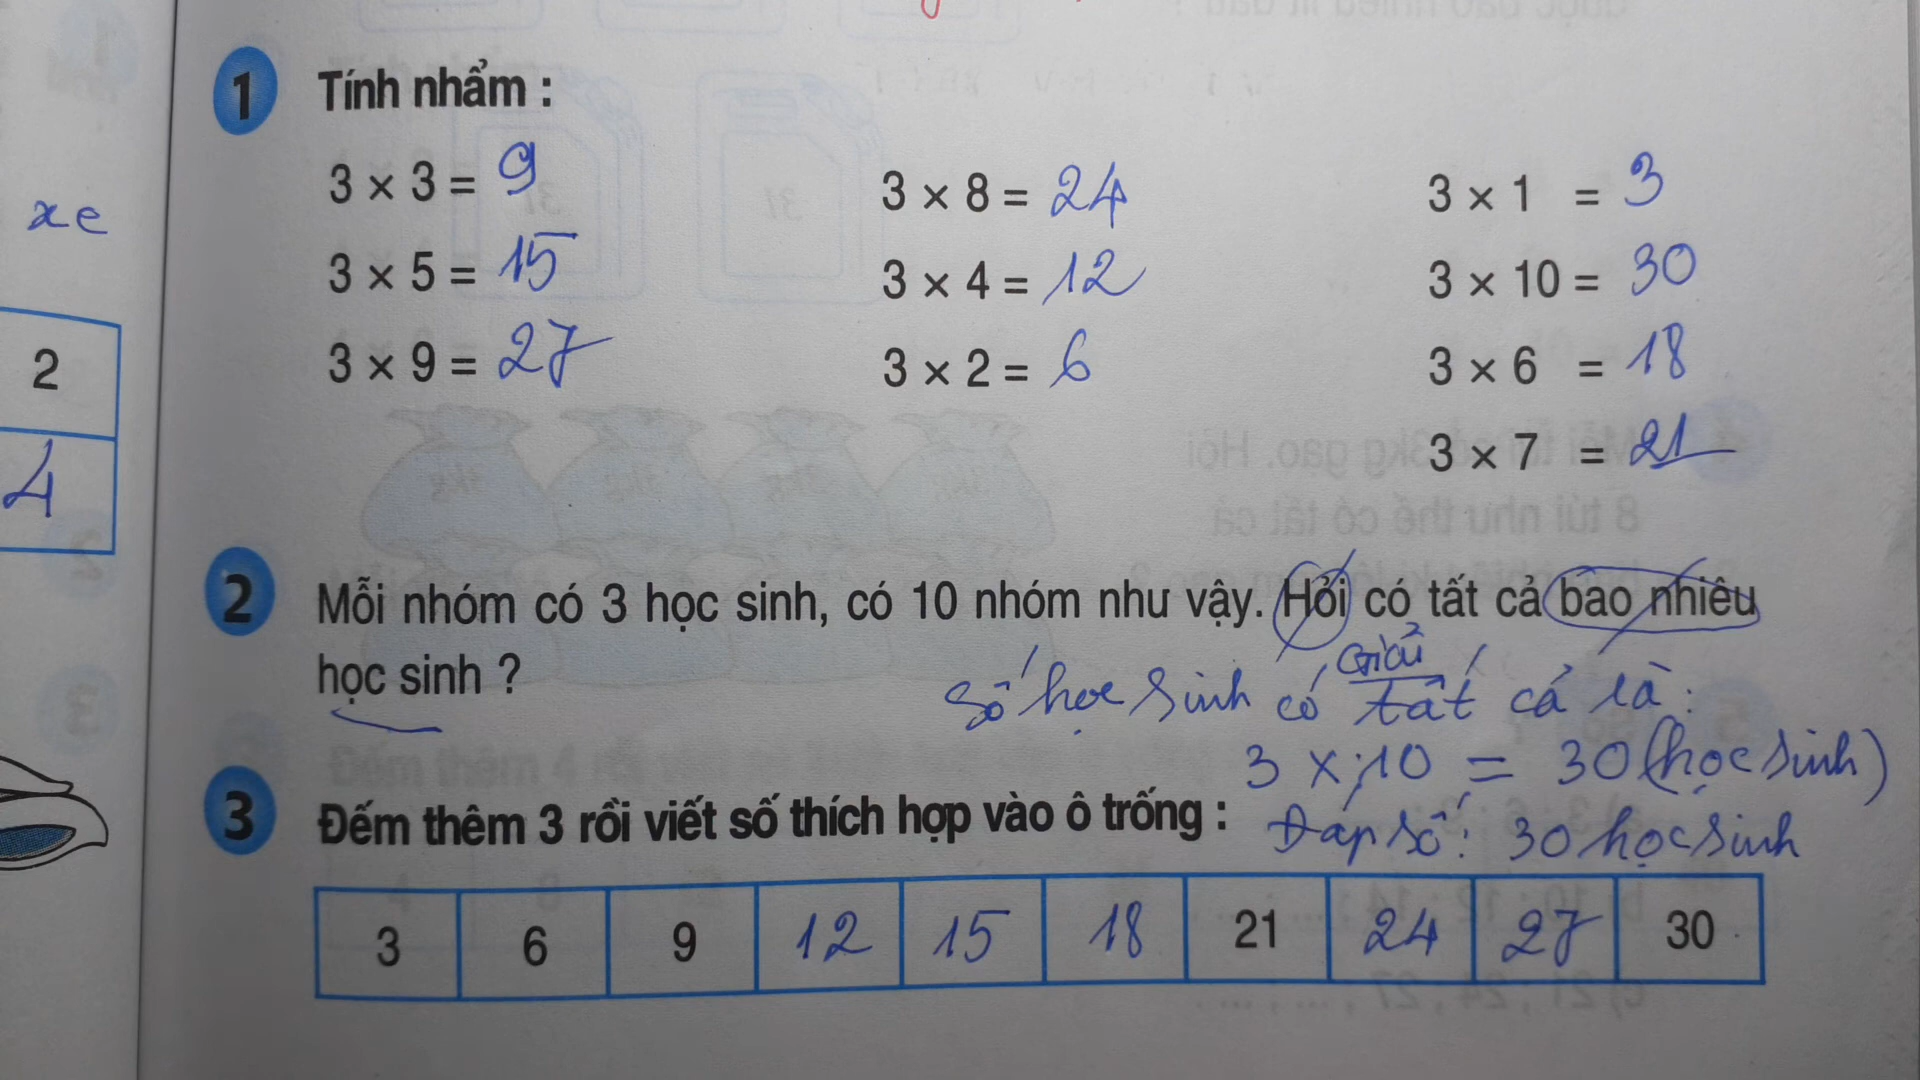 xe
2
4
1 Tính nhẩm :
3 × 3 = 9
3 × 8 = 24
3 × 1 = 3
3 × 5 = 15
3 × 4 = 12
3 × 10 = 30
3 × 9 = 27
3 × 2 = 6
3 × 6 = 18
3 × 7 = 21
2 Mỗi nhóm có 3 học sinh, có 10 nhóm như vậy. Hỏi có tất cả bao nhiêu
học sinh ?
Giải
Số học sinh có tất cả là :
3 × 10 = 30 (học sinh)
Đáp số : 30 học sinh
3 Đếm thêm 3 rồi viết số thích hợp vào ô trống :
3 6 9 12 15 18 21 24 27 30